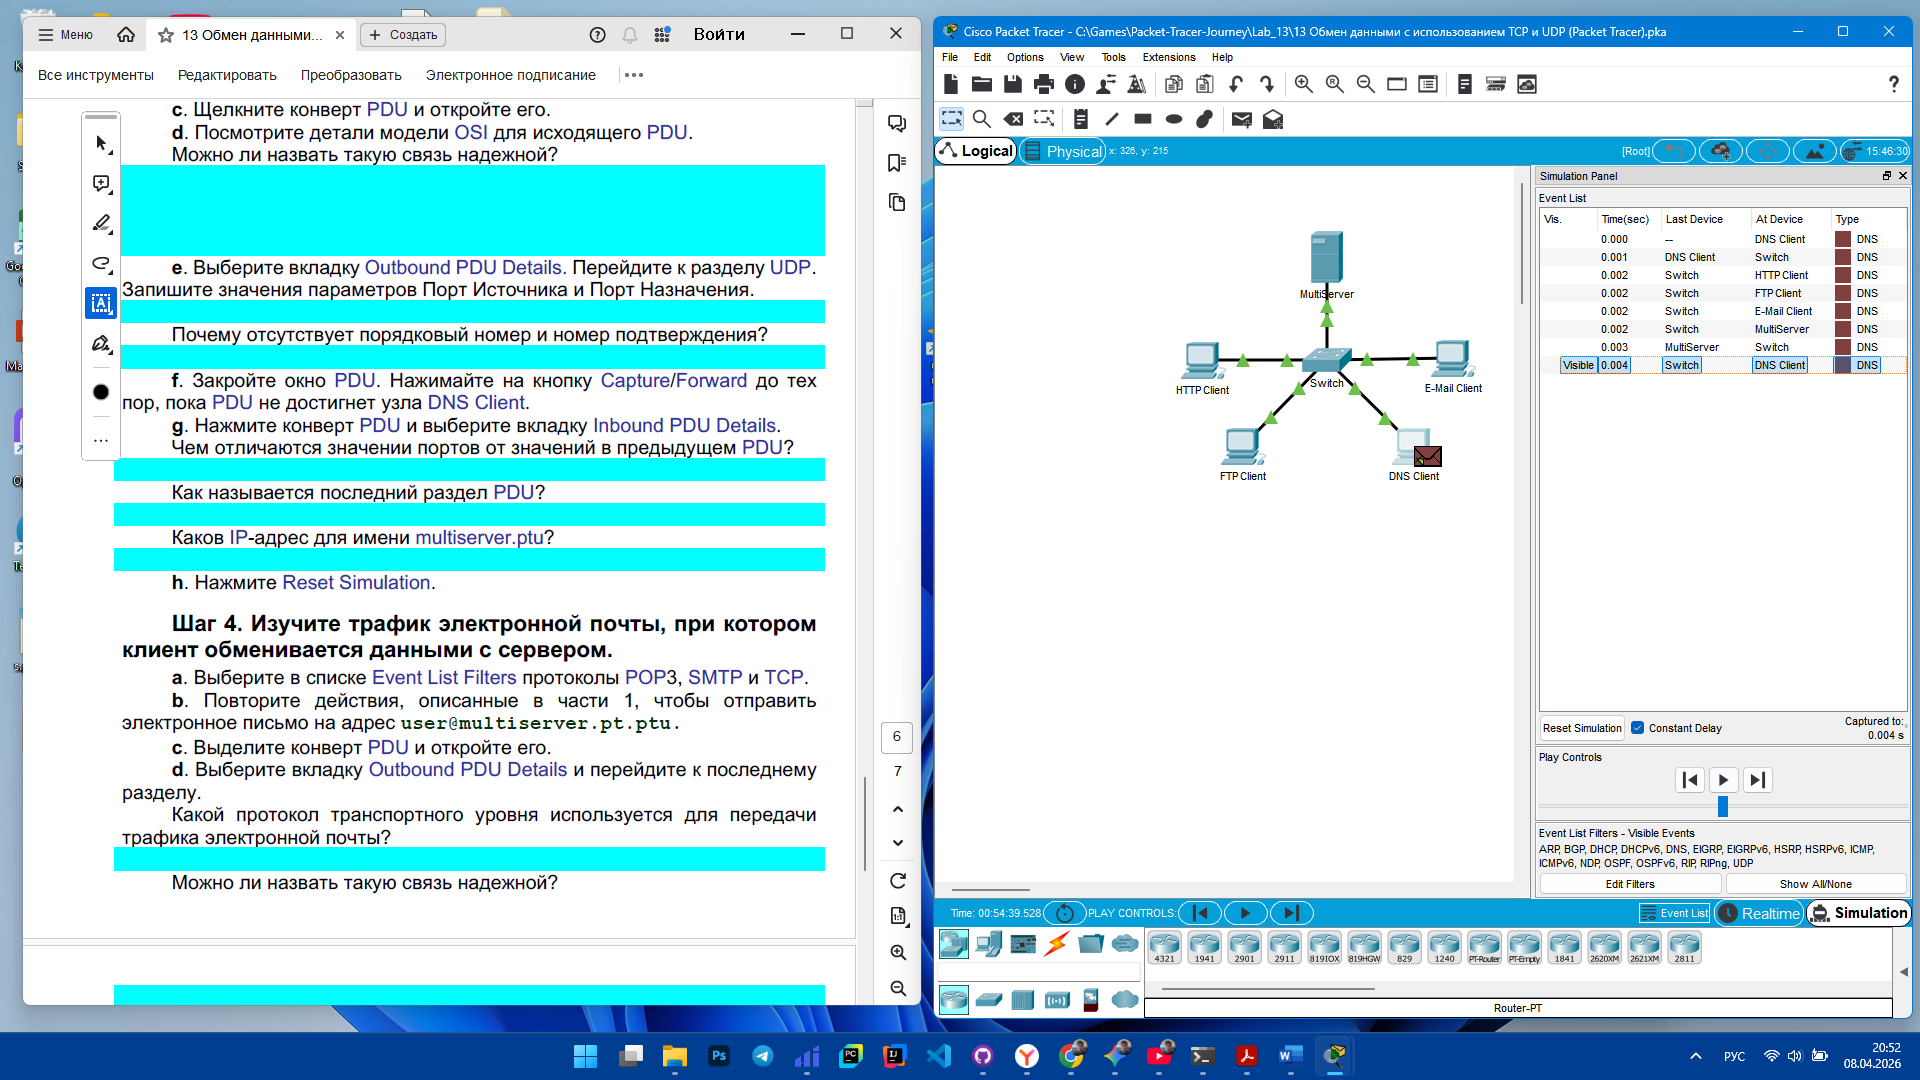 Меню
13 Обмен данными...
Создать
Войти
Все инструменты
Редактировать
Преобразовать
Электронное подписание
c. Щелкните конверт PDU и откройте его.
d. Посмотрите детали модели OSI для исходящего PDU.
Можно ли назвать такую связь надежной?
e. Выберите вкладку Outbound PDU Details. Перейдите к разделу UDP.
Запишите значения параметров Порт Источника и Порт Назначения.
Почему отсутствует порядковый номер и номер подтверждения?
f. Закройте окно PDU. Нажимайте на кнопку Capture/Forward до тех
пор, пока PDU не достигнет узла DNS Client.
g. Нажмите конверт PDU и выберите вкладку Inbound PDU Details.
Чем отличаются значении портов от значений в предыдущем PDU?
Как называется последний раздел PDU?
Каков IP-адрес для имени multiserver.ptu?
h. Нажмите Reset Simulation.
Шаг 4. Изучите трафик электронной почты, при котором
клиент обменивается данными с сервером.
a. Выберите в списке Event List Filters протоколы POP3, SMTP и TCP.
b. Повторите действия, описанные в части 1, чтобы отправить
электронное письмо на адрес user@multiserver.pt.ptu.
c. Выделите конверт PDU и откройте его.
d. Выберите вкладку Outbound PDU Details и перейдите к последнему
разделу.
Какой протокол транспортного уровня используется для передачи
трафика электронной почты?
Можно ли назвать такую связь надежной?
6
7
Cisco Packet Tracer - C:\Games\Packet-Tracer-Journey\Lab_13\13 Обмен данными с использованием TCP и UDP (Packet Tracer).pka
File Edit Options View Tools Extensions Help
Logical
Physical
x: 326, y: 215
[Root]
15:46:30
MultiServer
HTTP Client
Switch
E-Mail Client
FTP Client
DNS Client
Simulation Panel
Event List
Vis. Time(sec) Last Device At Device Type
0.000 -- DNS Client DNS
0.001 DNS Client Switch DNS
0.002 Switch HTTP Client DNS
0.002 Switch FTP Client DNS
0.002 Switch E-Mail Client DNS
0.002 Switch MultiServer DNS
0.003 MultiServer Switch DNS
Visible 0.004 Switch DNS Client DNS
Reset Simulation
Constant Delay
Captured to:
0.004 s
Play Controls
Event List Filters - Visible Events
ARP, BGP, DHCP, DHCPv6, DNS, EIGRP, EIGRPv6, HSRP, HSRPv6, ICMP,
ICMPv6, NDP, OSPF, OSPFv6, RIP, RIPng, UDP
Edit Filters
Show All/None
Time: 00:54:39.528
PLAY CONTROLS:
Event List
Realtime
Simulation
4321 1941 2901 2911 819IOX 819HGW 829 1240 PT-Router PT-Empty 1841 2620XM 2621XM 2811
Router-PT
РУС
20:52
08.04.2026